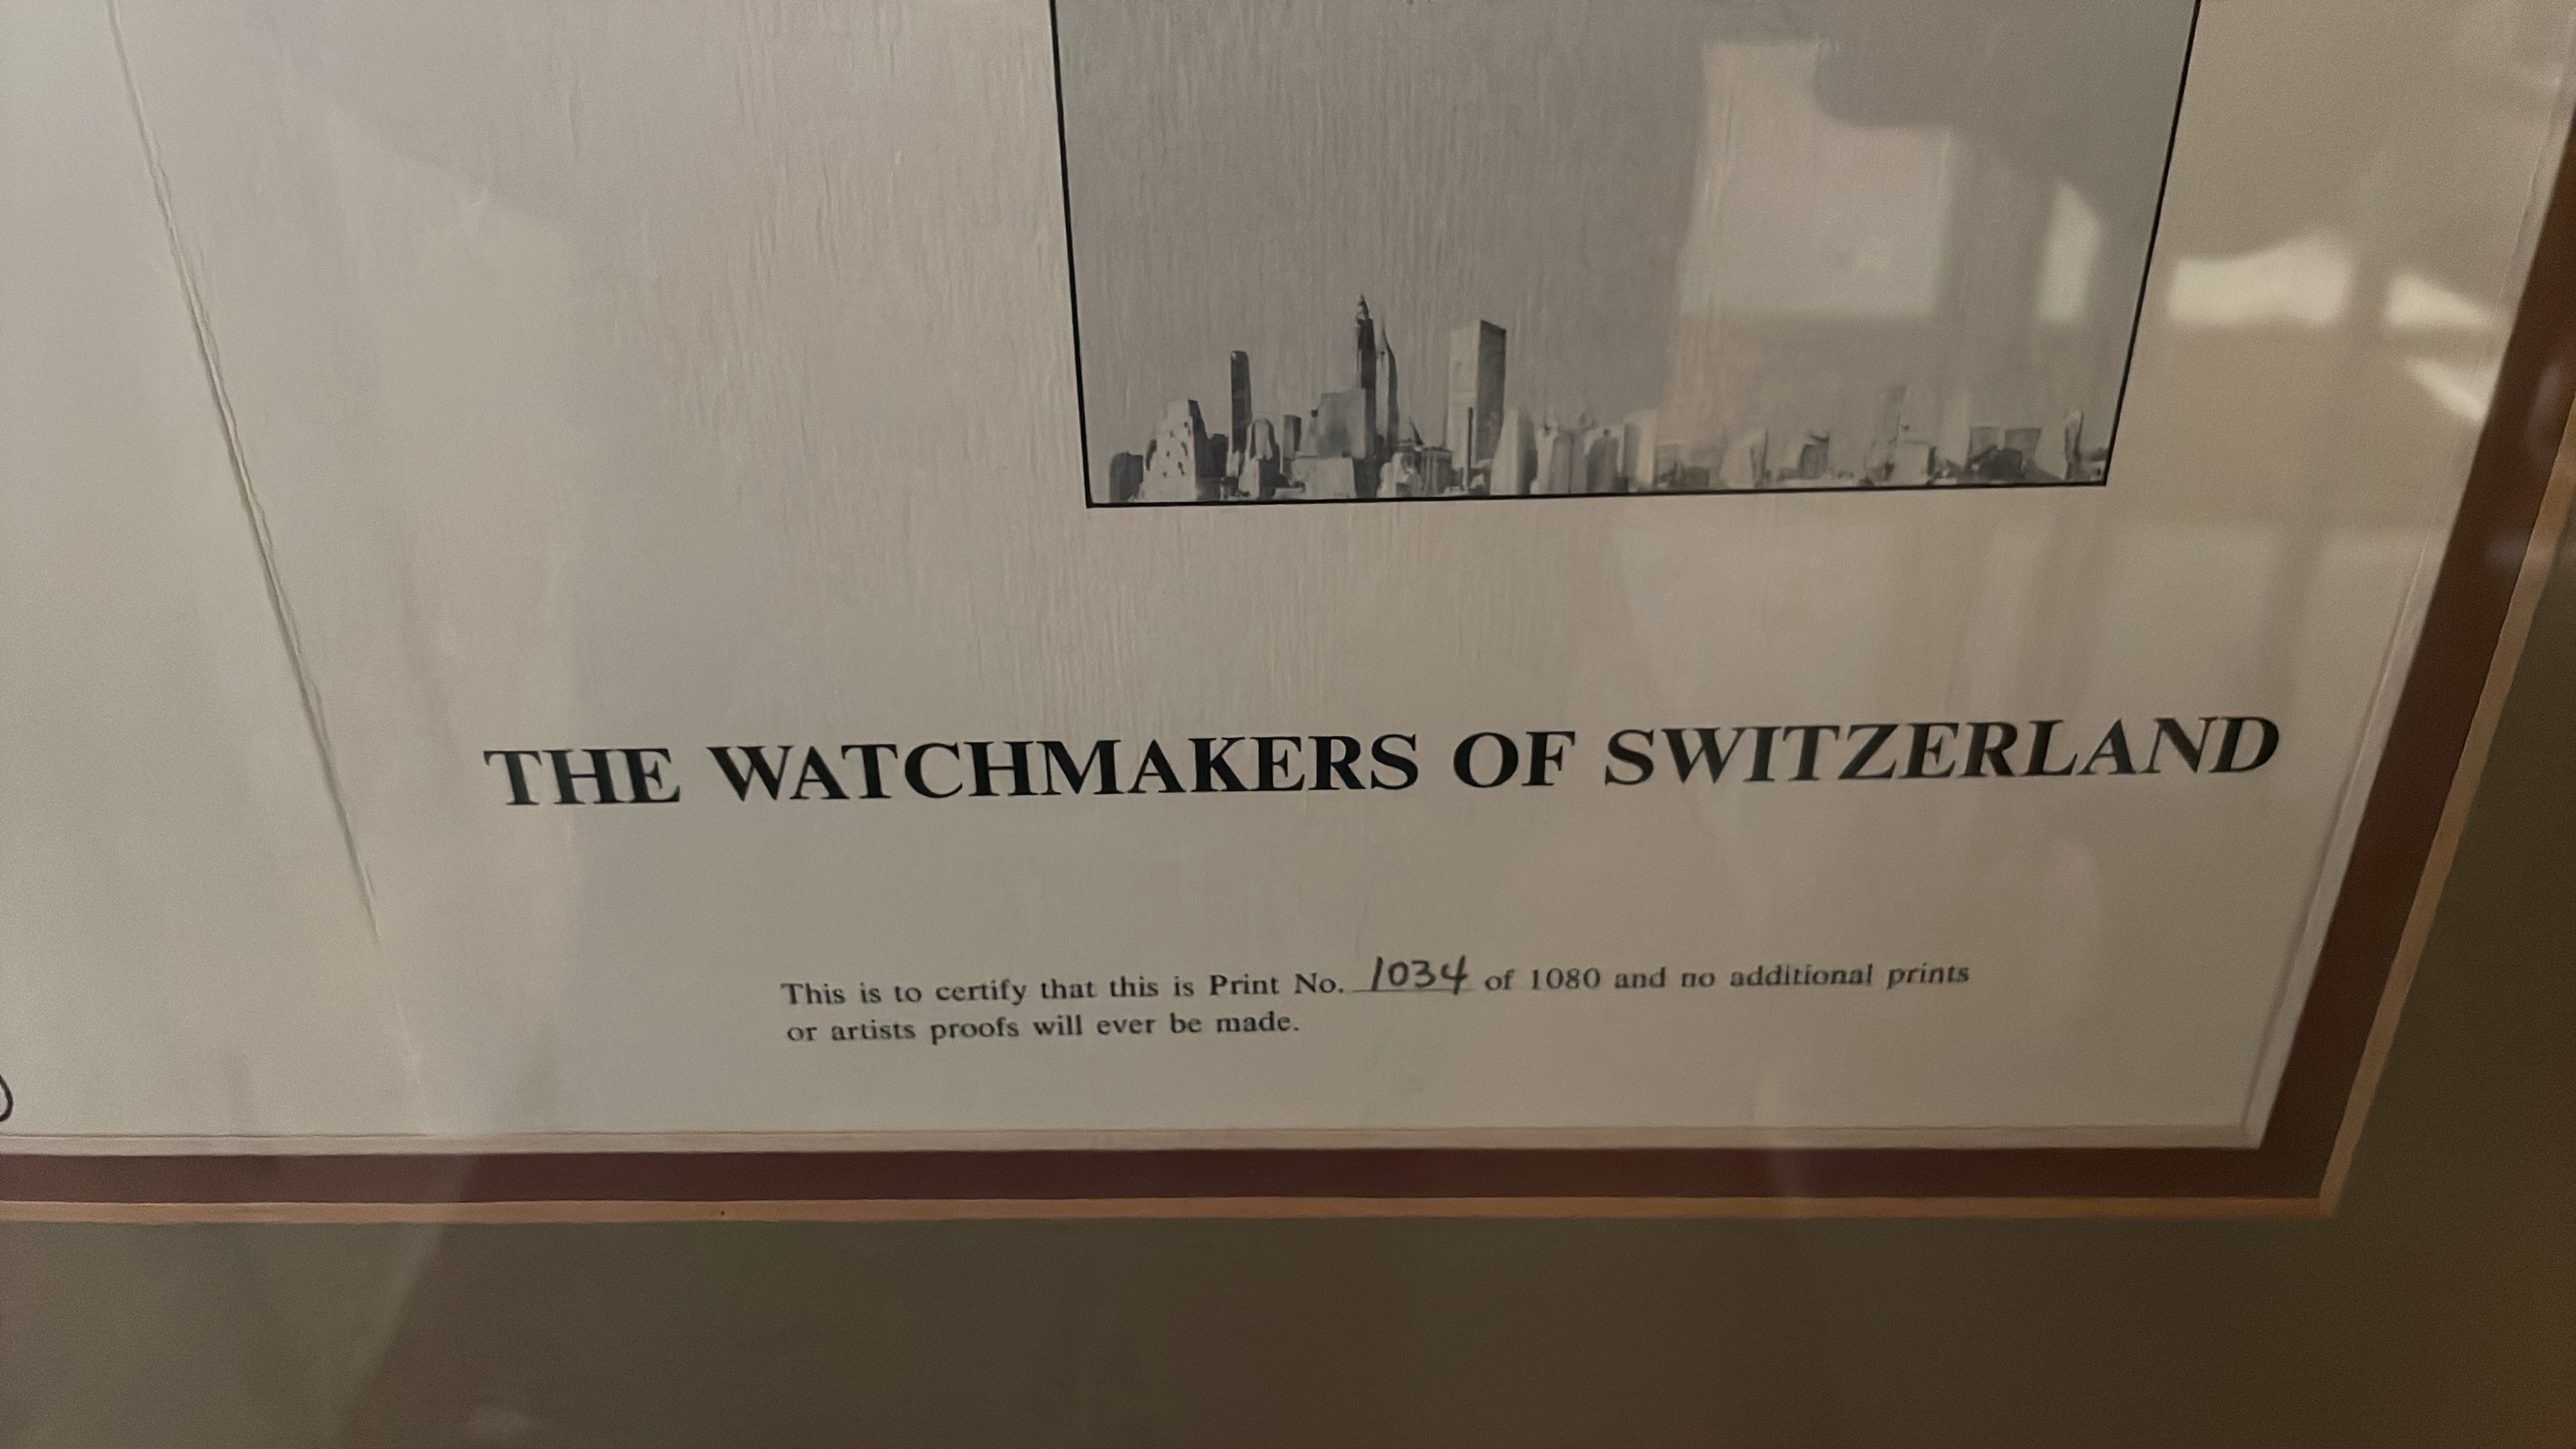 THE WATCHMAKERS OF SWITZERLAND
This is to certify that this is Print No. 1034 of 1080 and no additional prints
or artists proofs will ever be made.